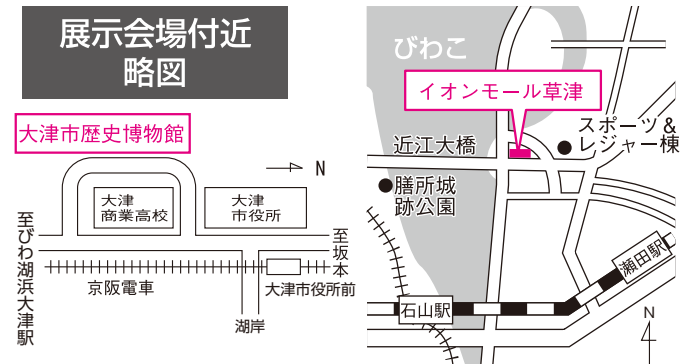 展示会場付近
略図
大津市歴史博物館
N
大津
商業高校
大津
市役所
至びわ湖浜大津駅
至坂本
京阪電車
大津市役所前
湖岸
びわこ
イオンモール草津
近江大橋
スポーツ&
レジャー棟
膳所城
跡公園
瀬田駅
石山駅
N